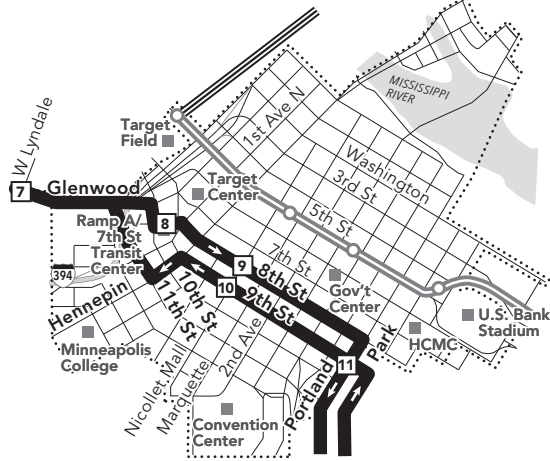 MISSISSIPPI
RIVER
W Lyndale
1st Ave N
Target
Field
Washington
3rd St
7
Glenwood
Target
Center
5th St
Ramp A/
7th St
Transit
Center
8
9
7th St
8th St
394
10
9th St
Gov't
Center
Hennepin
10th St
11th St
U.S. Bank
Stadium
Minneapolis
College
HCMC
Park
11
Nicollet Mall
Marquette
2nd Ave
Portland
Convention
Center